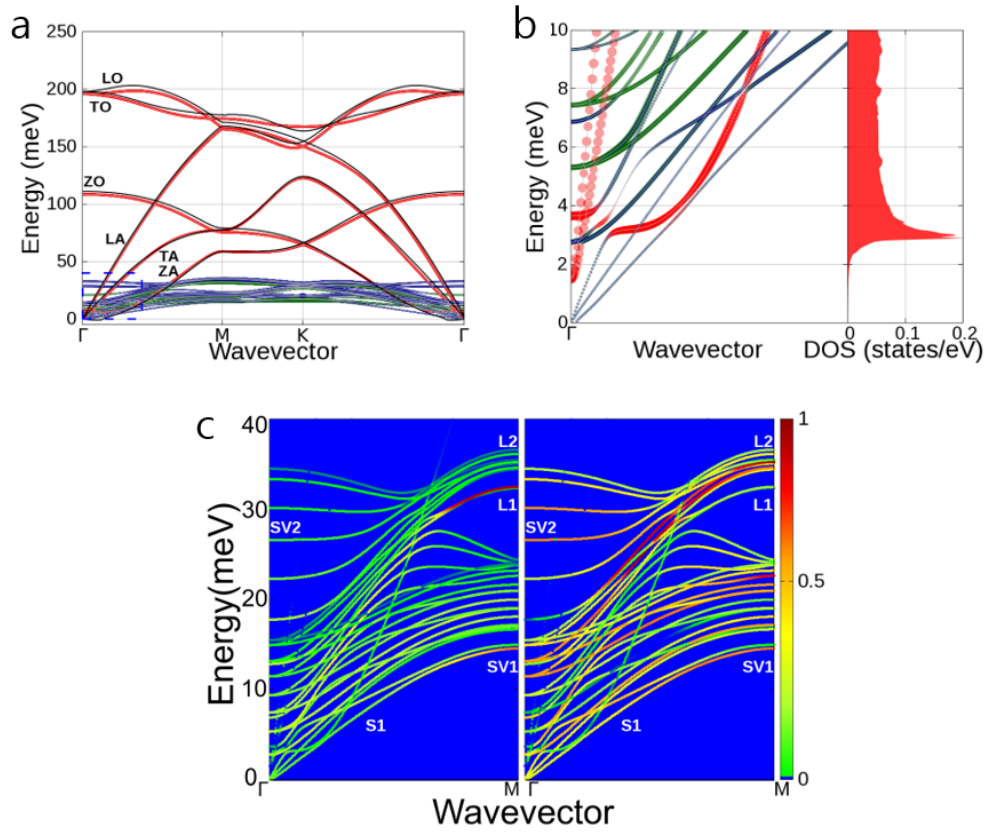 a
250
200
150
100
50
0
Energy (meV)
LO
TO
ZO
LA
TA
ZA
Γ
M
K
Γ
Wavevector
b
10
8
6
4
2
0
Energy (meV)
Γ
Wavevector
0
0.1
0.2
DOS (states/eV)
c
40
30
20
10
0
Energy(meV)
L2
L1
SV2
SV1
S1
Γ
M
L2
L1
SV2
SV1
S1
Γ
M
Wavevector
1
0.5
0